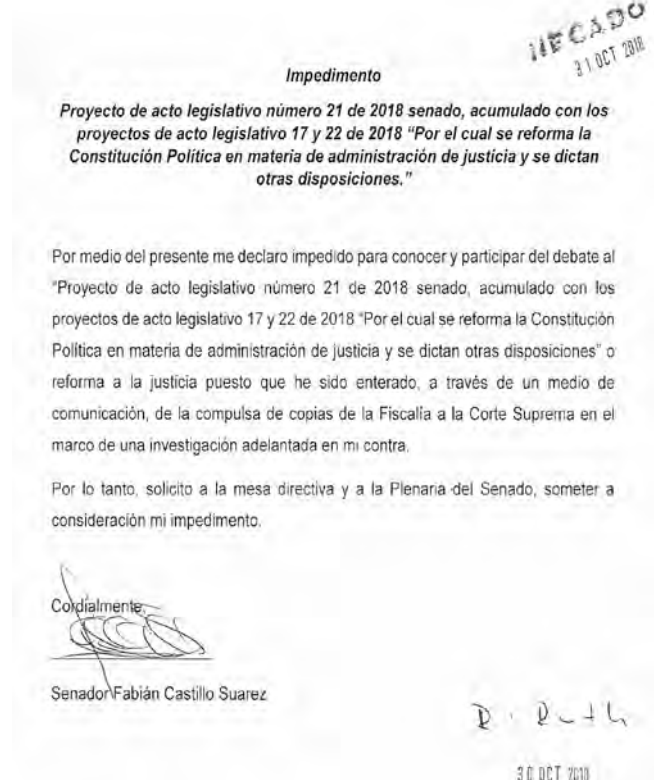 31 OCT 2018
Impedimento
Proyecto de acto legislativo número 21 de 2018 senado, acumulado con los
proyectos de acto legislativo 17 y 22 de 2018 "Por el cual se reforma la
Constitución Política en materia de administración de justicia y se dictan
otras disposiciones."
Por medio del presente me declaro impedido para conocer y participar del debate al
"Proyecto de acto legislativo número 21 de 2018 senado, acumulado con los
proyectos de acto legislativo 17 y 22 de 2018 "Por el cual se reforma la Constitución
Política en materia de administración de justicia y se dictan otras disposiciones" o
reforma a la justicia puesto que he sido enterado, a través de un medio de
comunicación, de la compulsa de copias de la Fiscalía a la Corte Suprema en el
marco de una investigación adelantada en mi contra.
Por lo tanto, solicito a la mesa directiva y a la Plenaria del Senado, someter a
consideración mi impedimento.
Cordialmente,
Senador Fabián Castillo Suarez
R. Ruth
30 OCT 2018